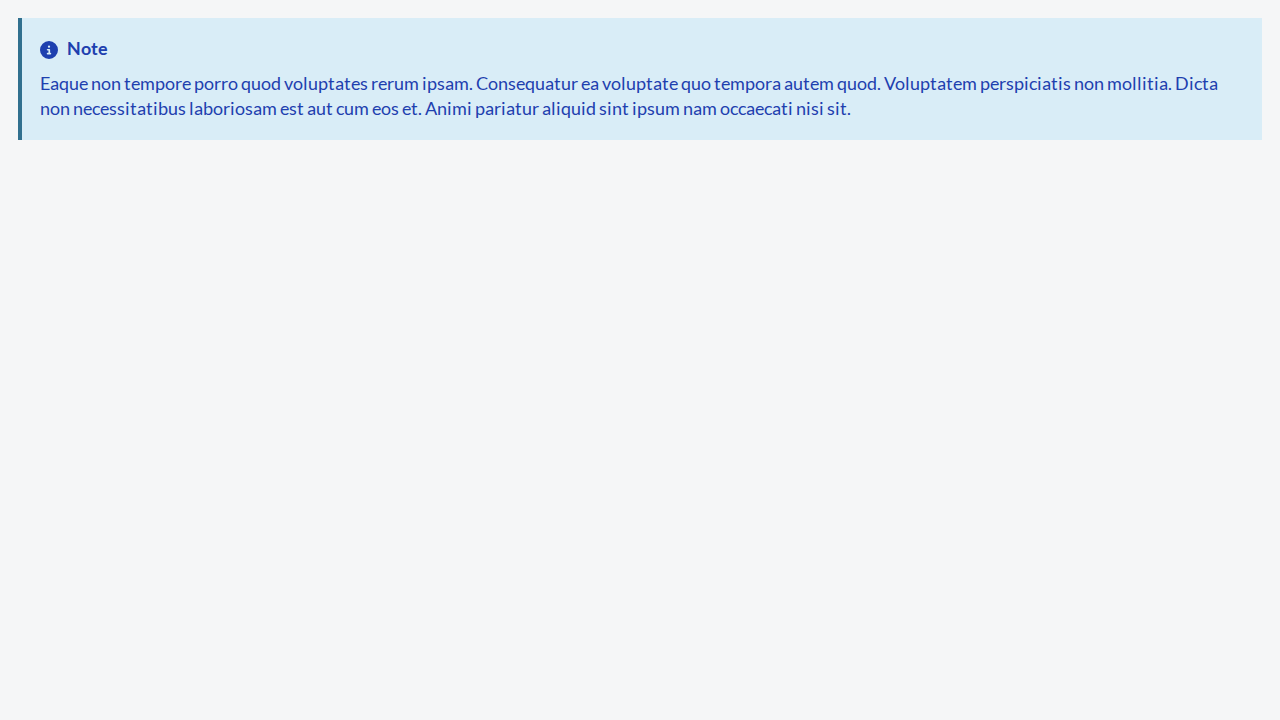 Note
Eaque non tempore porro quod voluptates rerum ipsam. Consequatur ea voluptate quo tempora autem quod. Voluptatem perspiciatis non mollitia. Dicta
non necessitatibus laboriosam est aut cum eos et. Animi pariatur aliquid sint ipsum nam occaecati nisi sit.